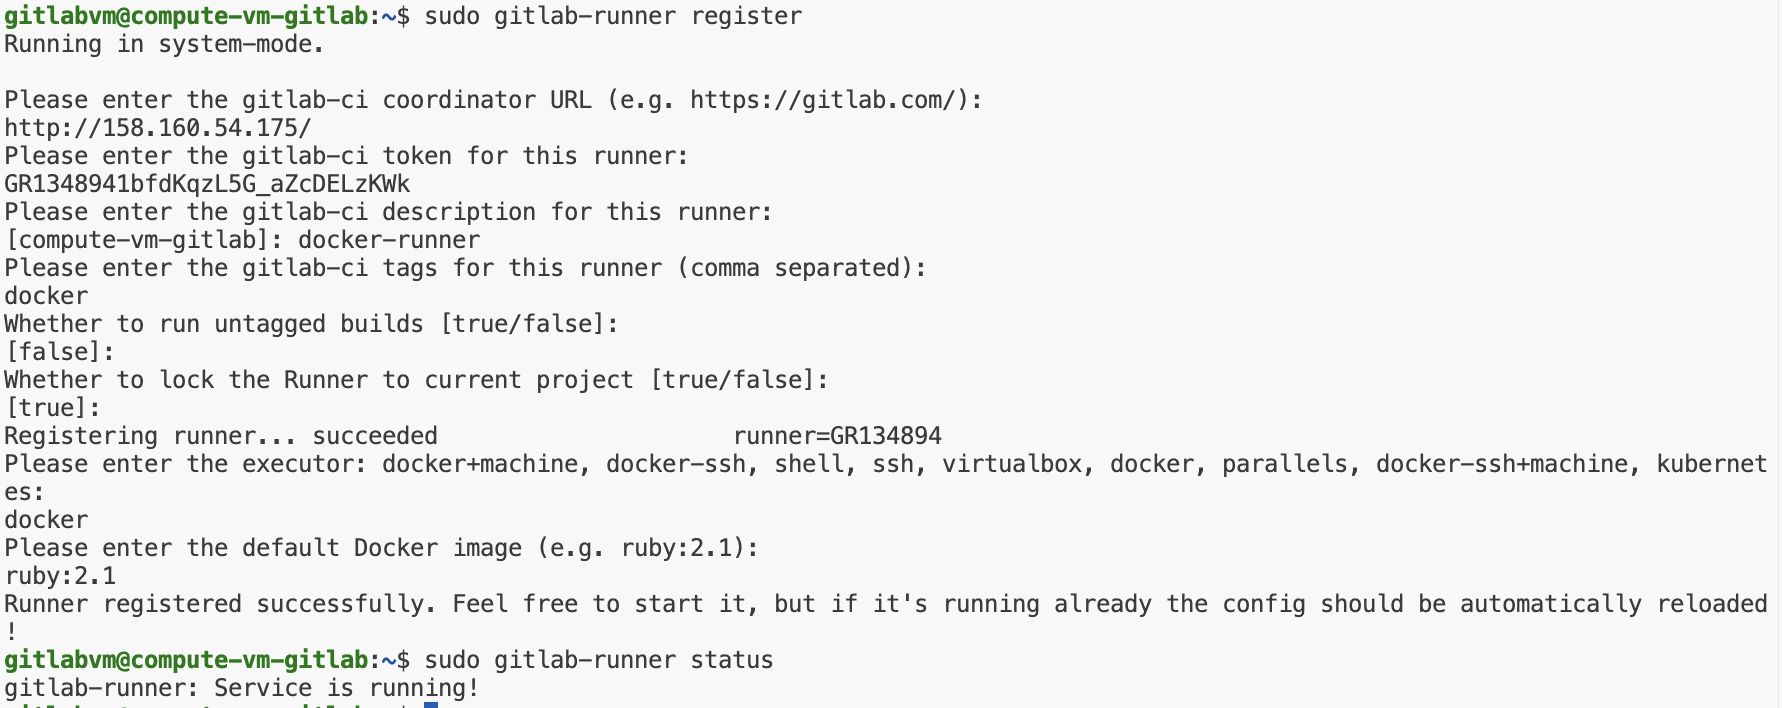 gitlabvm@compute-vm-gitlab:~$ sudo gitlab-runner register
Running in system-mode.
Please enter the gitlab-ci coordinator URL (e.g. https://gitlab.com/):
http://158.160.54.175/
Please enter the gitlab-ci token for this runner:
GR1348941bfdKqzL5G_aZcDELzKWk
Please enter the gitlab-ci description for this runner:
[compute-vm-gitlab]: docker-runner
Please enter the gitlab-ci tags for this runner (comma separated):
docker
Whether to run untagged builds [true/false]:
[false]:
Whether to lock the Runner to current project [true/false]:
[true]:
Registering runner... succeeded                     runner=GR134894
Please enter the executor: docker+machine, docker-ssh, shell, ssh, virtualbox, docker, parallels, docker-ssh+machine, kubernet
es:
docker
Please enter the default Docker image (e.g. ruby:2.1):
ruby:2.1
Runner registered successfully. Feel free to start it, but if it's running already the config should be automatically reloaded
!
gitlabvm@compute-vm-gitlab:~$ sudo gitlab-runner status
gitlab-runner: Service is running!